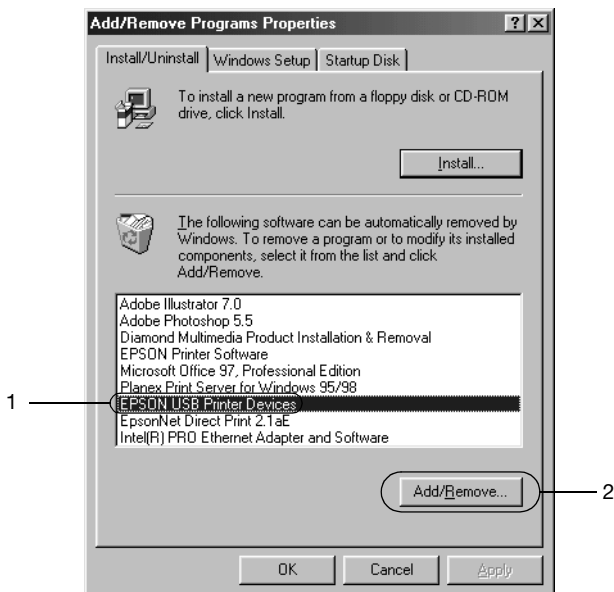 Add/Remove Programs Properties
Install/Uninstall Windows Setup Startup Disk
To install a new program from a floppy disk or CD-ROM
drive, click Install.
Install...
The following software can be automatically removed by
Windows. To remove a program or to modify its installed
components, select it from the list and click
Add/Remove.
Adobe Illustrator 7.0
Adobe Photoshop 5.5
Diamond Multimedia Product Installation & Removal
EPSON Printer Software
Microsoft Office 97, Professional Edition
Planex Print Server for Windows 95/98
1 EPSON USB Printer Devices
EpsonNet Direct Print 2.1aE
Intel(R) PRO Ethernet Adapter and Software
Add/Remove... 2
OK Cancel Apply